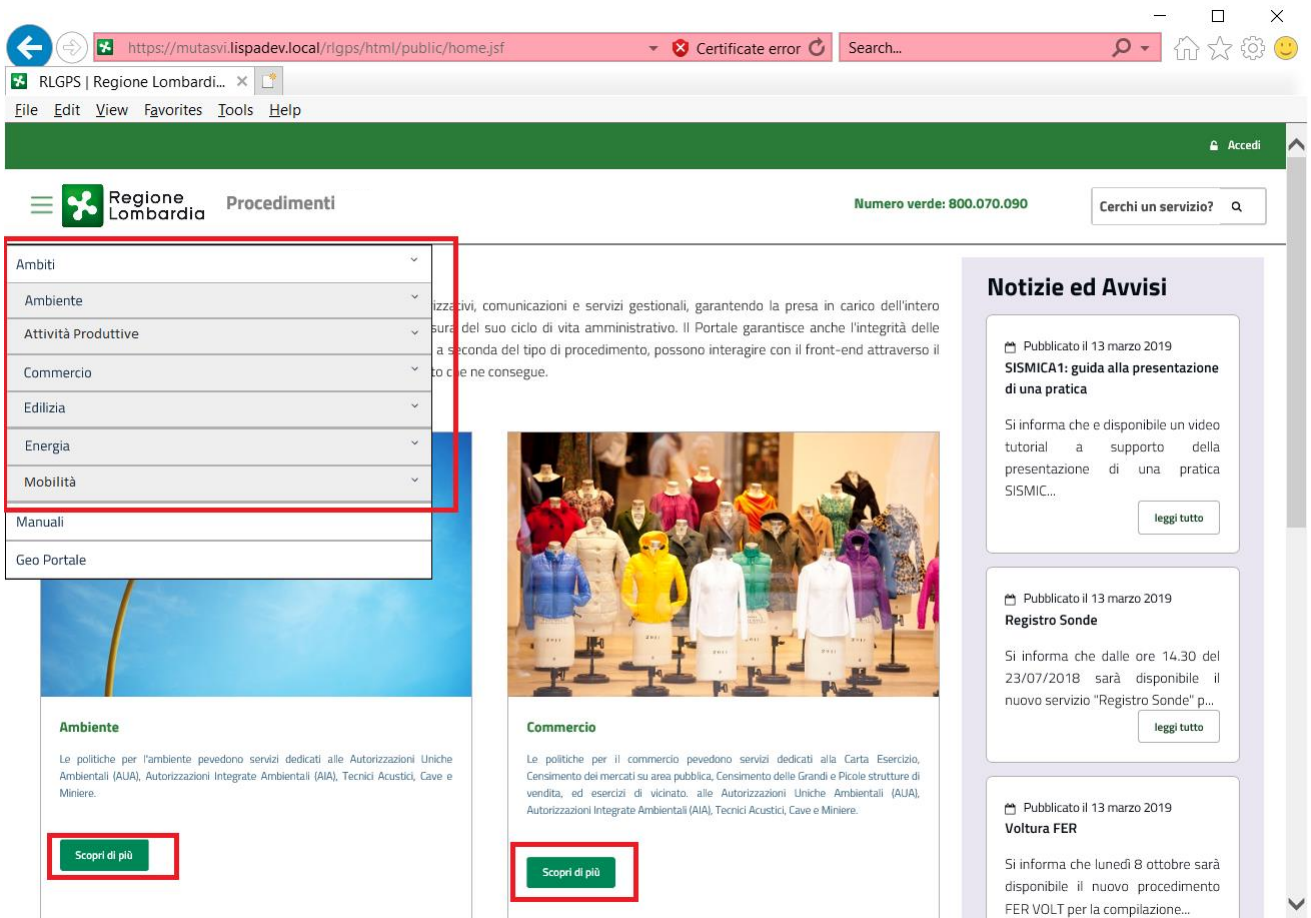 https://mutasvi.lispadev.local/rlgps/html/public/home.jsf
Certificate error
Search...
RLGPS | Regione Lombardi...
File Edit View Favorites Tools Help
Accedi
Regione
Lombardia
Procedimenti
Numero verde: 800.070.090
Cerchi un servizio?
Ambiti
Ambiente
Attività Produttive
Commercio
Edilizia
Energia
Mobilità
Manuali
Geo Portale
izzativi, comunicazioni e servizi gestionali, garantendo la presa in carico dell'intero
sura del suo ciclo di vita amministrativo. Il Portale garantisce anche l'integrità delle
a seconda del tipo di procedimento, possono interagire con il front-end attraverso il
to che ne consegue.
Ambiente
Le politiche per l'ambiente pevedono servizi dedicati alle Autorizzazioni Uniche
Ambientali (AUA), Autorizzazioni Integrate Ambientali (AIA), Tecnici Acustici, Cave e
Miniere.
Scopri di più
Commercio
Le politiche per il commercio pevedono servizi dedicati alla Carta Esercizio,
Censimento dei mercati su area pubblica, Censimento delle Grandi e Picole strutture di
vendita, ed esercizi di vicinato. alle Autorizzazioni Uniche Ambientali (AUA),
Autorizzazioni Integrate Ambientali (AIA), Tecnici Acustici, Cave e Miniere.
Scopri di più
Notizie ed Avvisi
Pubblicato il 13 marzo 2019
SISMICA1: guida alla presentazione
di una pratica
Si informa che e disponibile un video
tutorial a supporto della
presentazione di una pratica
SISMIC...
leggi tutto
Pubblicato il 13 marzo 2019
Registro Sonde
Si informa che dalle ore 14.30 del
23/07/2018 sarà disponibile il
nuovo servizio "Registro Sonde" p...
leggi tutto
Pubblicato il 13 marzo 2019
Voltura FER
Si informa che lunedì 8 ottobre sarà
disponibile il nuovo procedimento
FER VOLT per la compilazione...